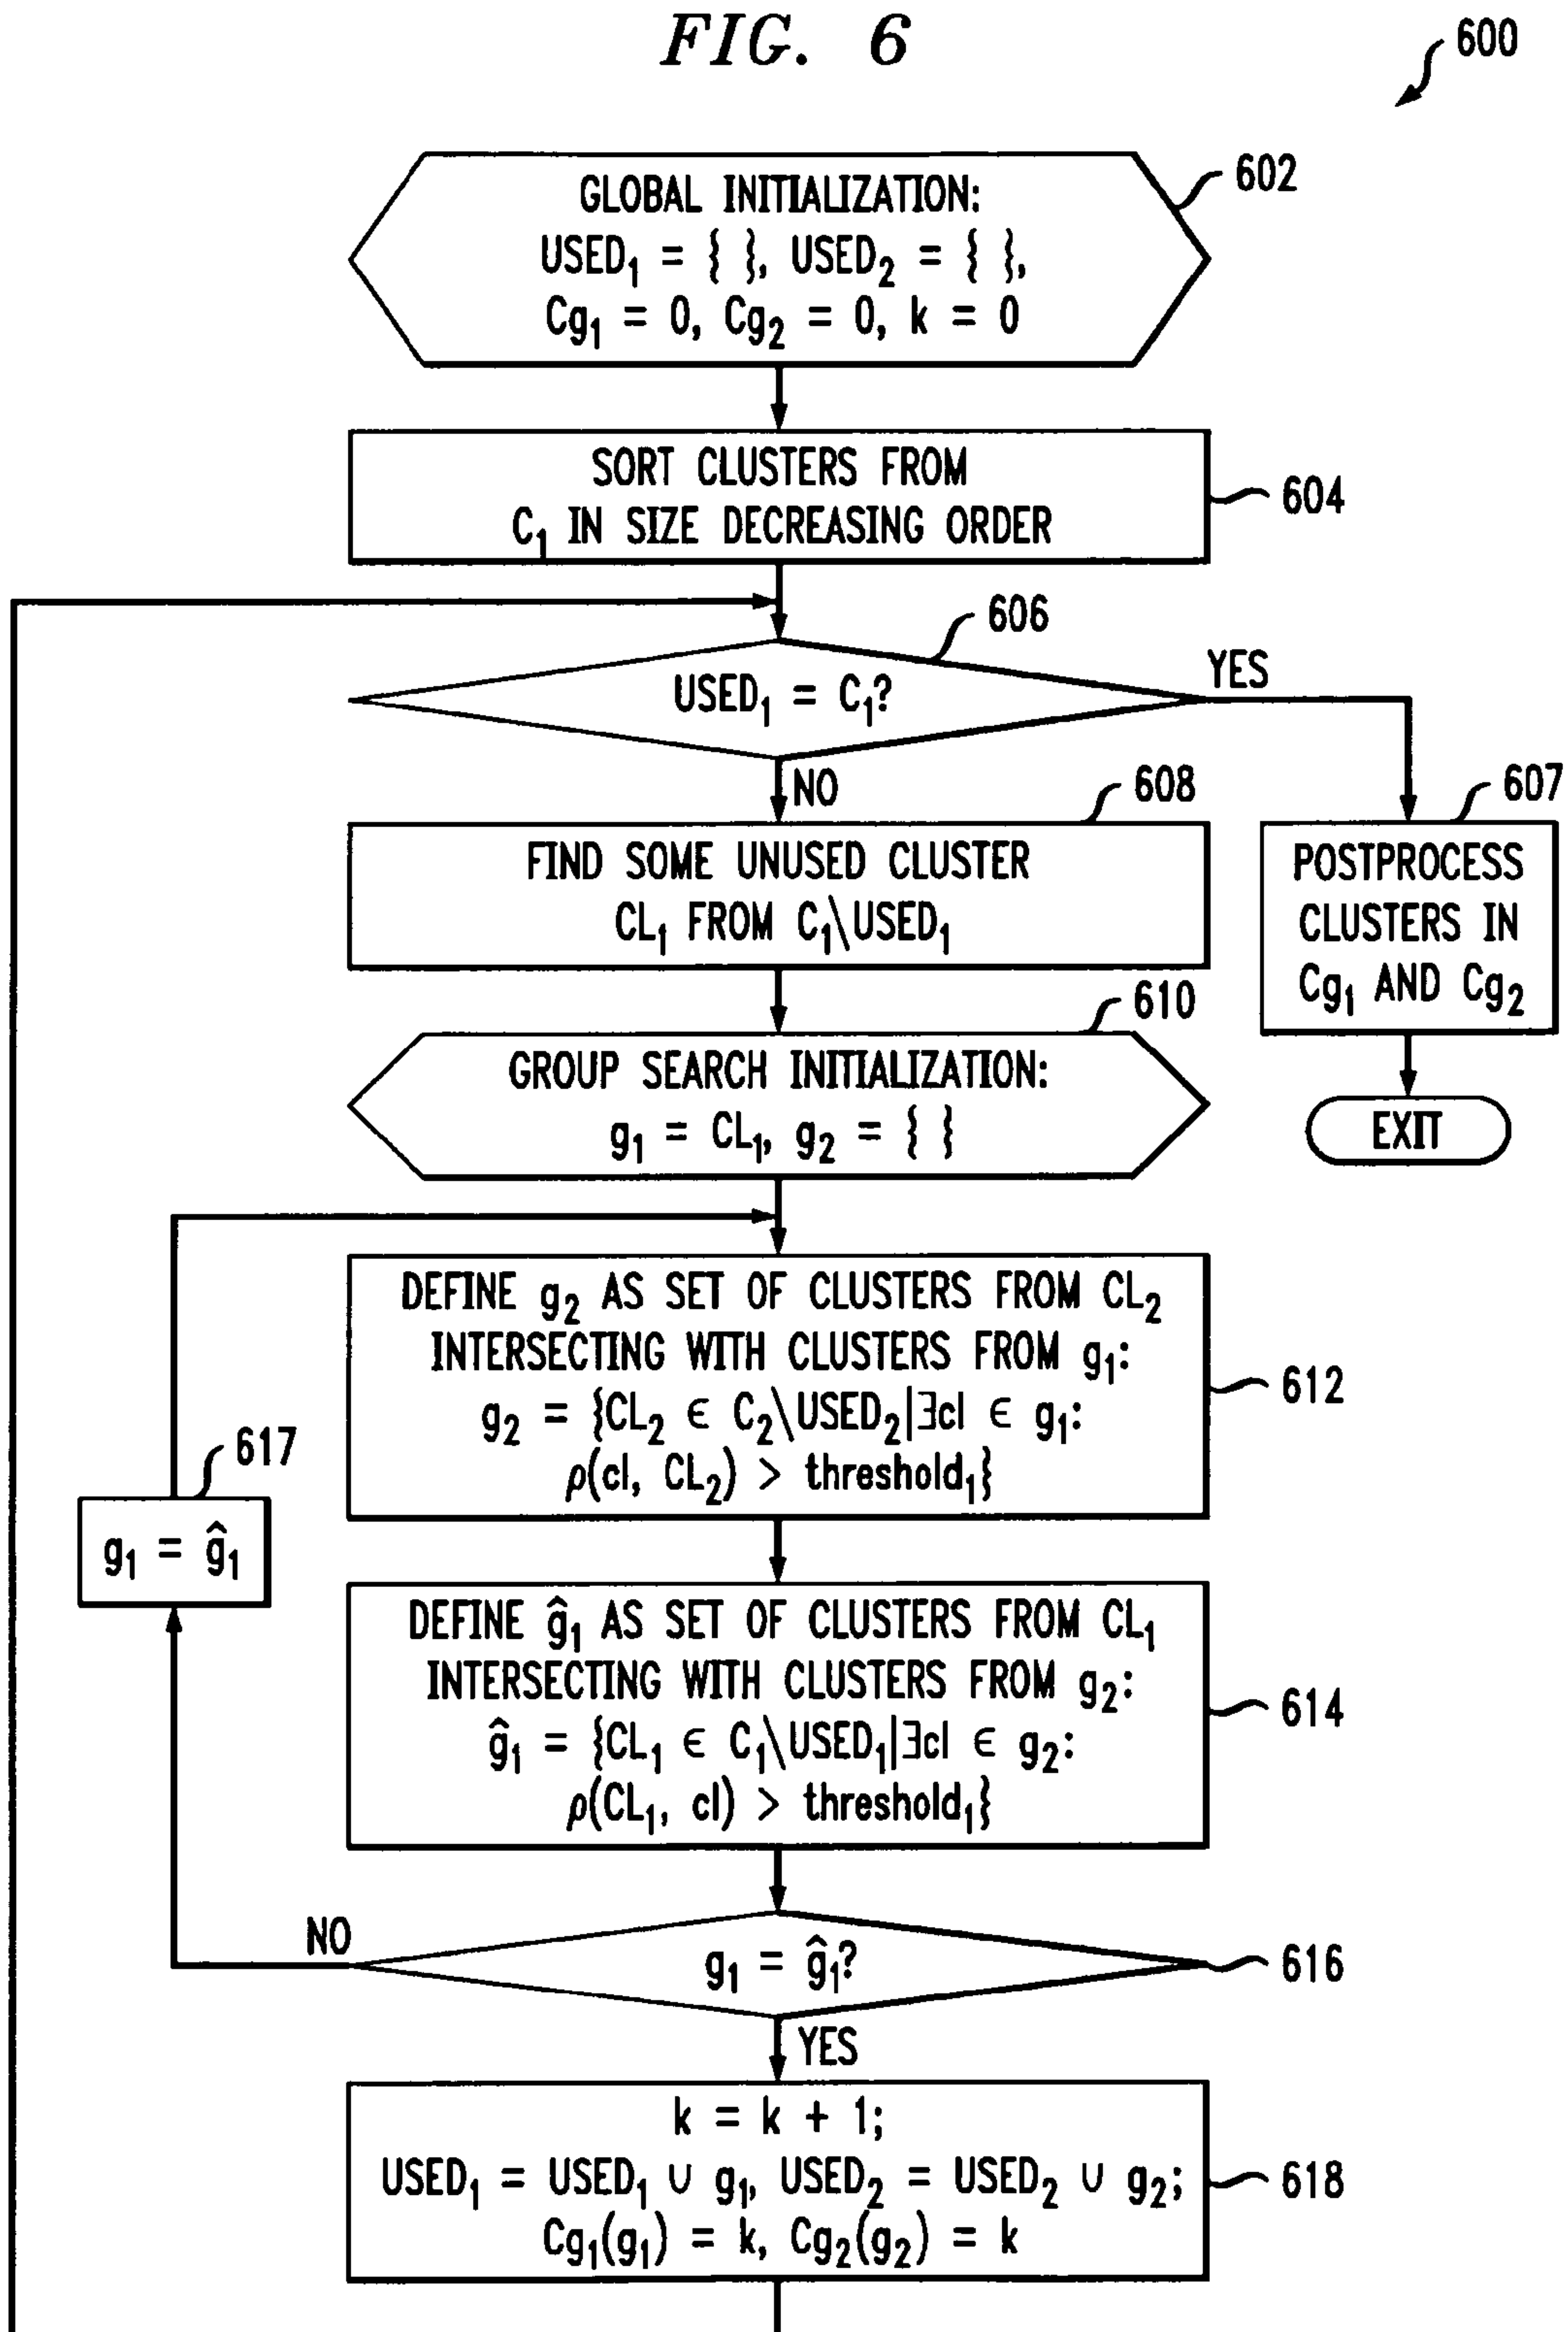 FIG. 6
600
602
GLOBAL INITIALIZATION:
USED₁ = { }, USED₂ = { },
Cg₁ = 0, Cg₂ = 0, k = 0
SORT CLUSTERS FROM
C₁ IN SIZE DECREASING ORDER
604
606
USED₁ = C₁?
YES
NO
608
FIND SOME UNUSED CLUSTER
CL₁ FROM C₁\USED₁
607
POSTPROCESS
CLUSTERS IN
Cg₁ AND Cg₂
EXIT
610
GROUP SEARCH INITIALIZATION:
g₁ = CL₁, g₂ = { }
DEFINE g₂ AS SET OF CLUSTERS FROM CL₂
INTERSECTING WITH CLUSTERS FROM g₁:
g₂ = {CL₂ ∈ C₂\USED₂|∃cl ∈ g₁:
ρ(cl, CL₂) > threshold₁}
612
617
g₁ = ĝ₁
DEFINE ĝ₁ AS SET OF CLUSTERS FROM CL₁
INTERSECTING WITH CLUSTERS FROM g₂:
ĝ₁ = {CL₁ ∈ C₁\USED₁|∃cl ∈ g₂:
ρ(CL₁, cl) > threshold₁}
614
NO
g₁ = ĝ₁?
616
YES
k = k + 1;
USED₁ = USED₁ ∪ g₁, USED₂ = USED₂ ∪ g₂;
Cg₁(g₁) = k, Cg₂(g₂) = k
618